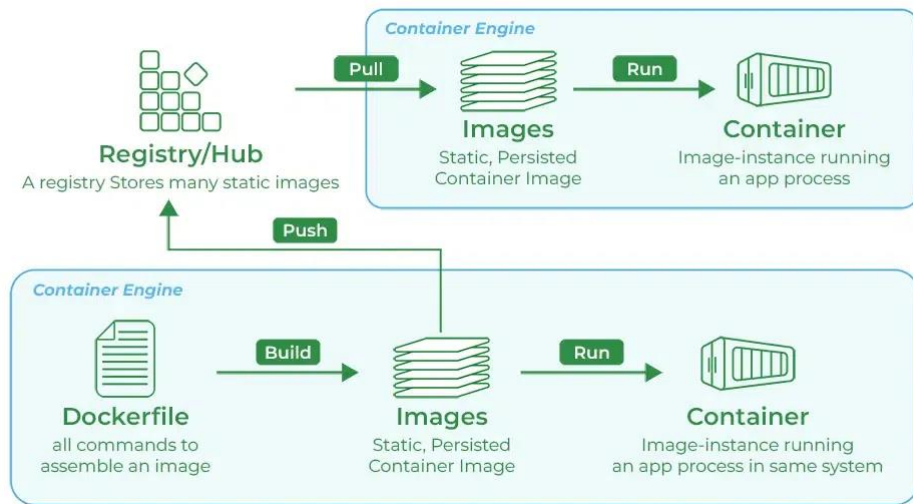 Container Engine
Pull
Run
Images
Static, Persisted
Container Image
Container
Image-instance running
an app process
Registry/Hub
A registry Stores many static images
Push
Container Engine
Dockerfile
all commands to
assemble an image
Build
Images
Static, Persisted
Container Image
Run
Container
Image-instance running
an app process in same system